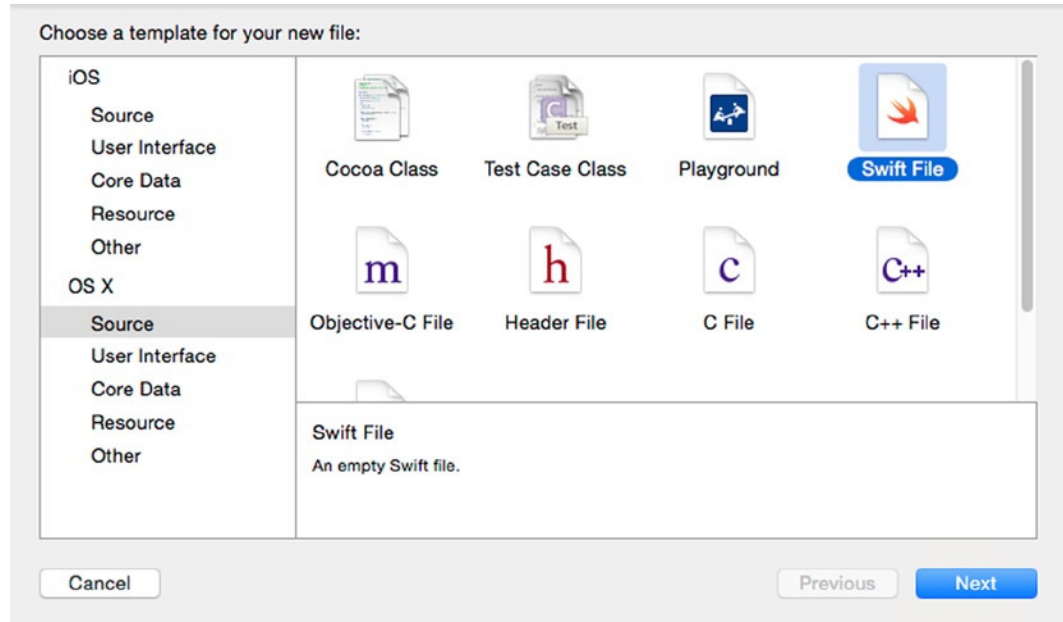 Choose a template for your new file:
iOS
Source
User Interface
Core Data
Resource
Other
OS X
Source
User Interface
Core Data
Resource
Other
C
Test
Cocoa Class
Test Case Class
Playground
Swift File
m
h
c
C++
Objective-C File
Header File
C File
C++ File
Swift File
An empty Swift file.
Cancel
Previous
Next